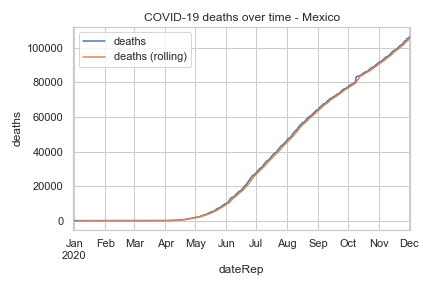 COVID-19 deaths over time - Mexico
deaths
deaths (rolling)
100000
80000
60000
40000
20000
0
deaths
Jan Feb Mar Apr May Jun Jul Aug Sep Oct Nov Dec
2020
dateRep